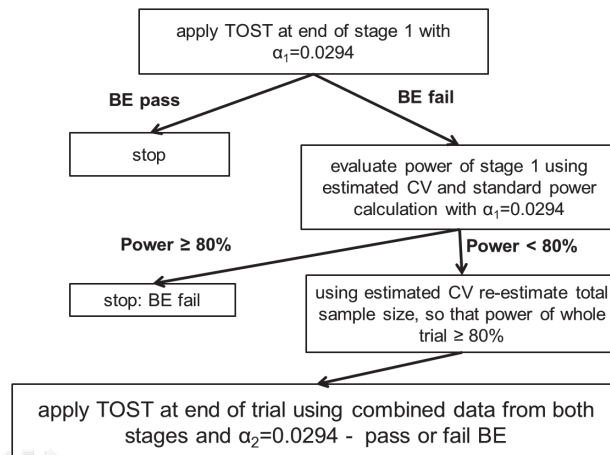 apply TOST at end of stage 1 with
α₁=0.0294
BE pass
BE fail
stop
evaluate power of stage 1 using
estimated CV and standard power
calculation with α₁=0.0294
Power ≥ 80%
Power < 80%
stop: BE fail
using estimated CV re-estimate total
sample size, so that power of whole
trial ≥ 80%
apply TOST at end of trial using combined data from both
stages and α₂=0.0294 - pass or fail BE